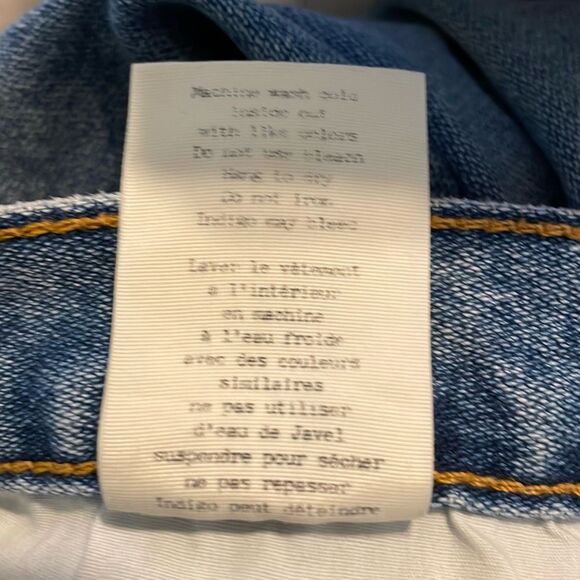 Machine wash cold
inside out
with like colors
Do not use bleach
Hang to dry
Do not iron
Indigo may bleed
Laver le vêtement
à l'intérieur
en machine
à l'eau froide
avec des couleurs
similaires
ne pas utiliser
d'eau de Javel
suspendre pour sécher
ne pas repasser
Indigo peut déteindre